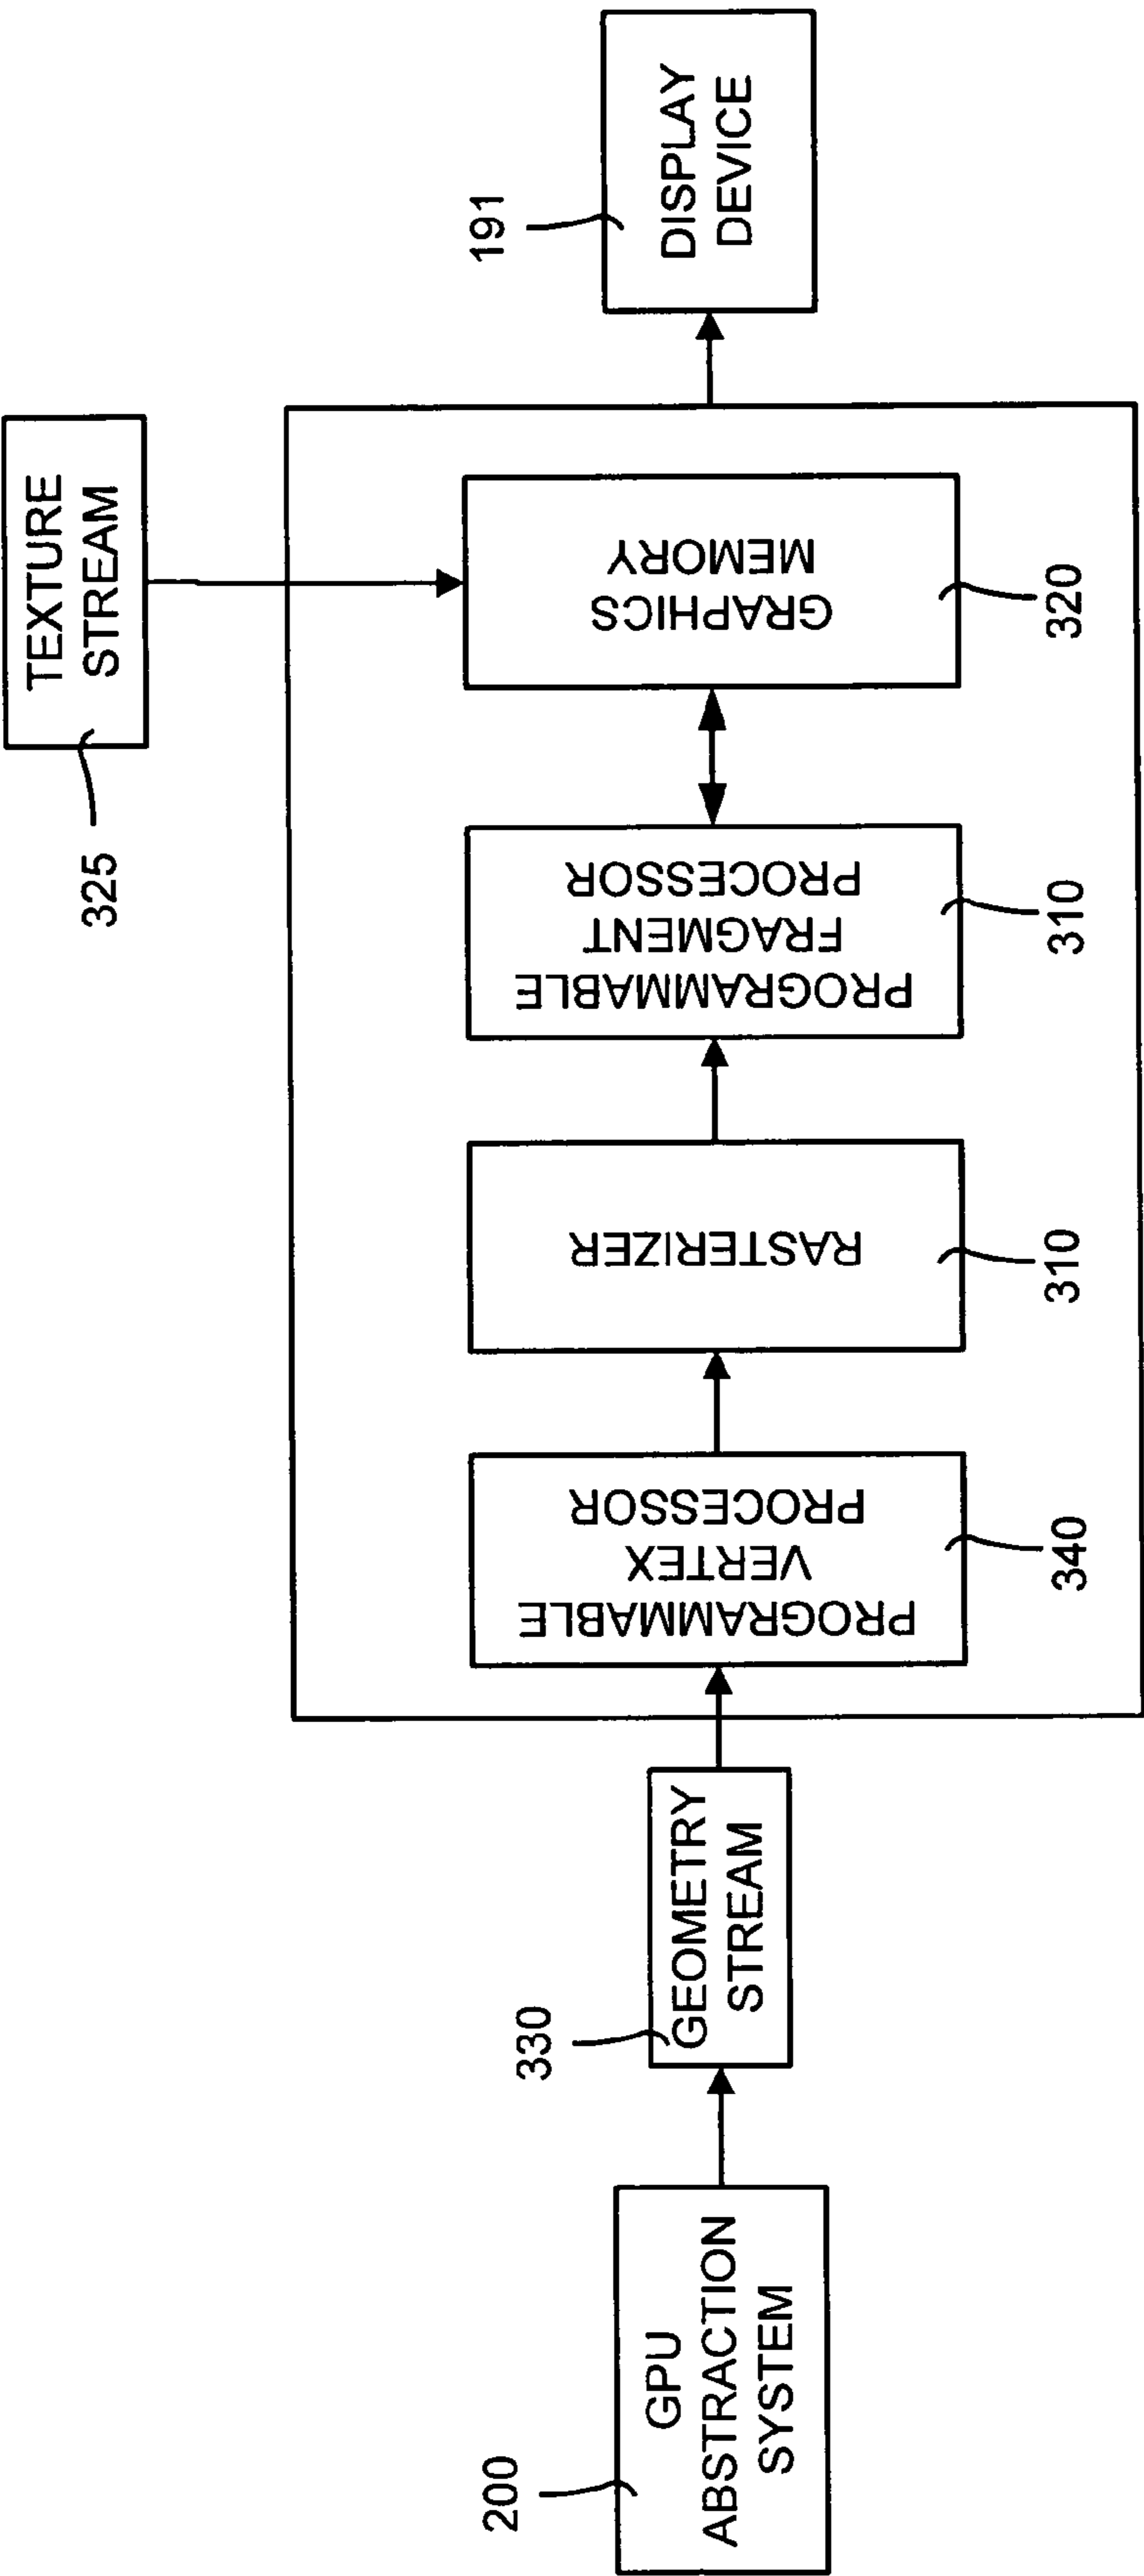 325
TEXTURE
STREAM
200
GPU
ABSTRACTION
SYSTEM
330
GEOMETRY
STREAM
PROGRAMMABLE
VERTEX
PROCESSOR
340
RASTERIZER
310
PROGRAMMABLE
FRAGMENT
PROCESSOR
310
GRAPHICS
MEMORY
320
191
DISPLAY
DEVICE